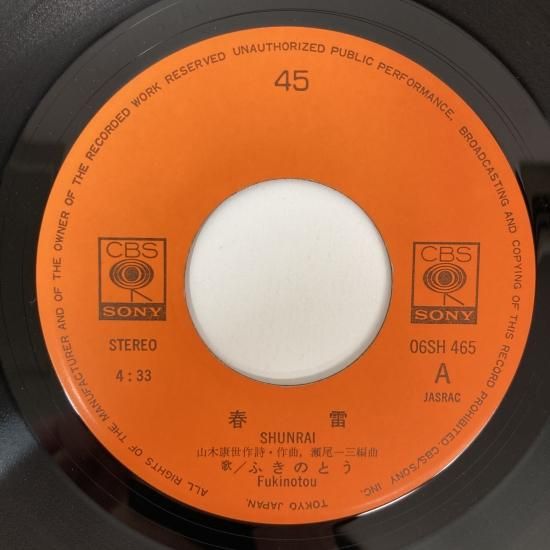 ALL RIGHTS OF THE MANUFACTURER AND OF THE OWNER OF THE RECORDED WORK RESERVED UNAUTHORIZED PUBLIC PERFORMANCE, BROADCASTING AND COPYING OF THIS RECORD PROHIBITED-CBS/SONY INC. TOKYO JAPAN.
45
CBS
SONY
CBS
SONY
STEREO
4:33
06SH 465
A
JASRAC
春雷
SHUNRAI
山木康世作詩・作曲, 瀬尾一三編曲
歌/ふきのとう
Fukinotou